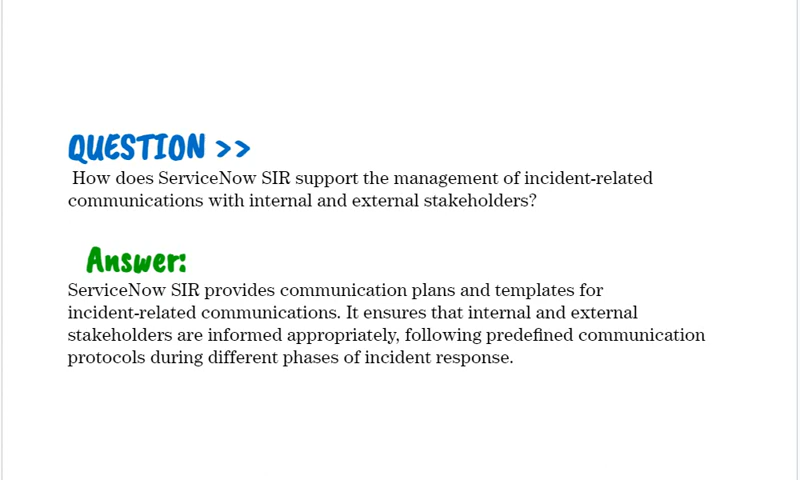 QUESTION >>
How does ServiceNow SIR support the management of incident-related
communications with internal and external stakeholders?
Answer:
ServiceNow SIR provides communication plans and templates for
incident-related communications. It ensures that internal and external
stakeholders are informed appropriately, following predefined communication
protocols during different phases of incident response.